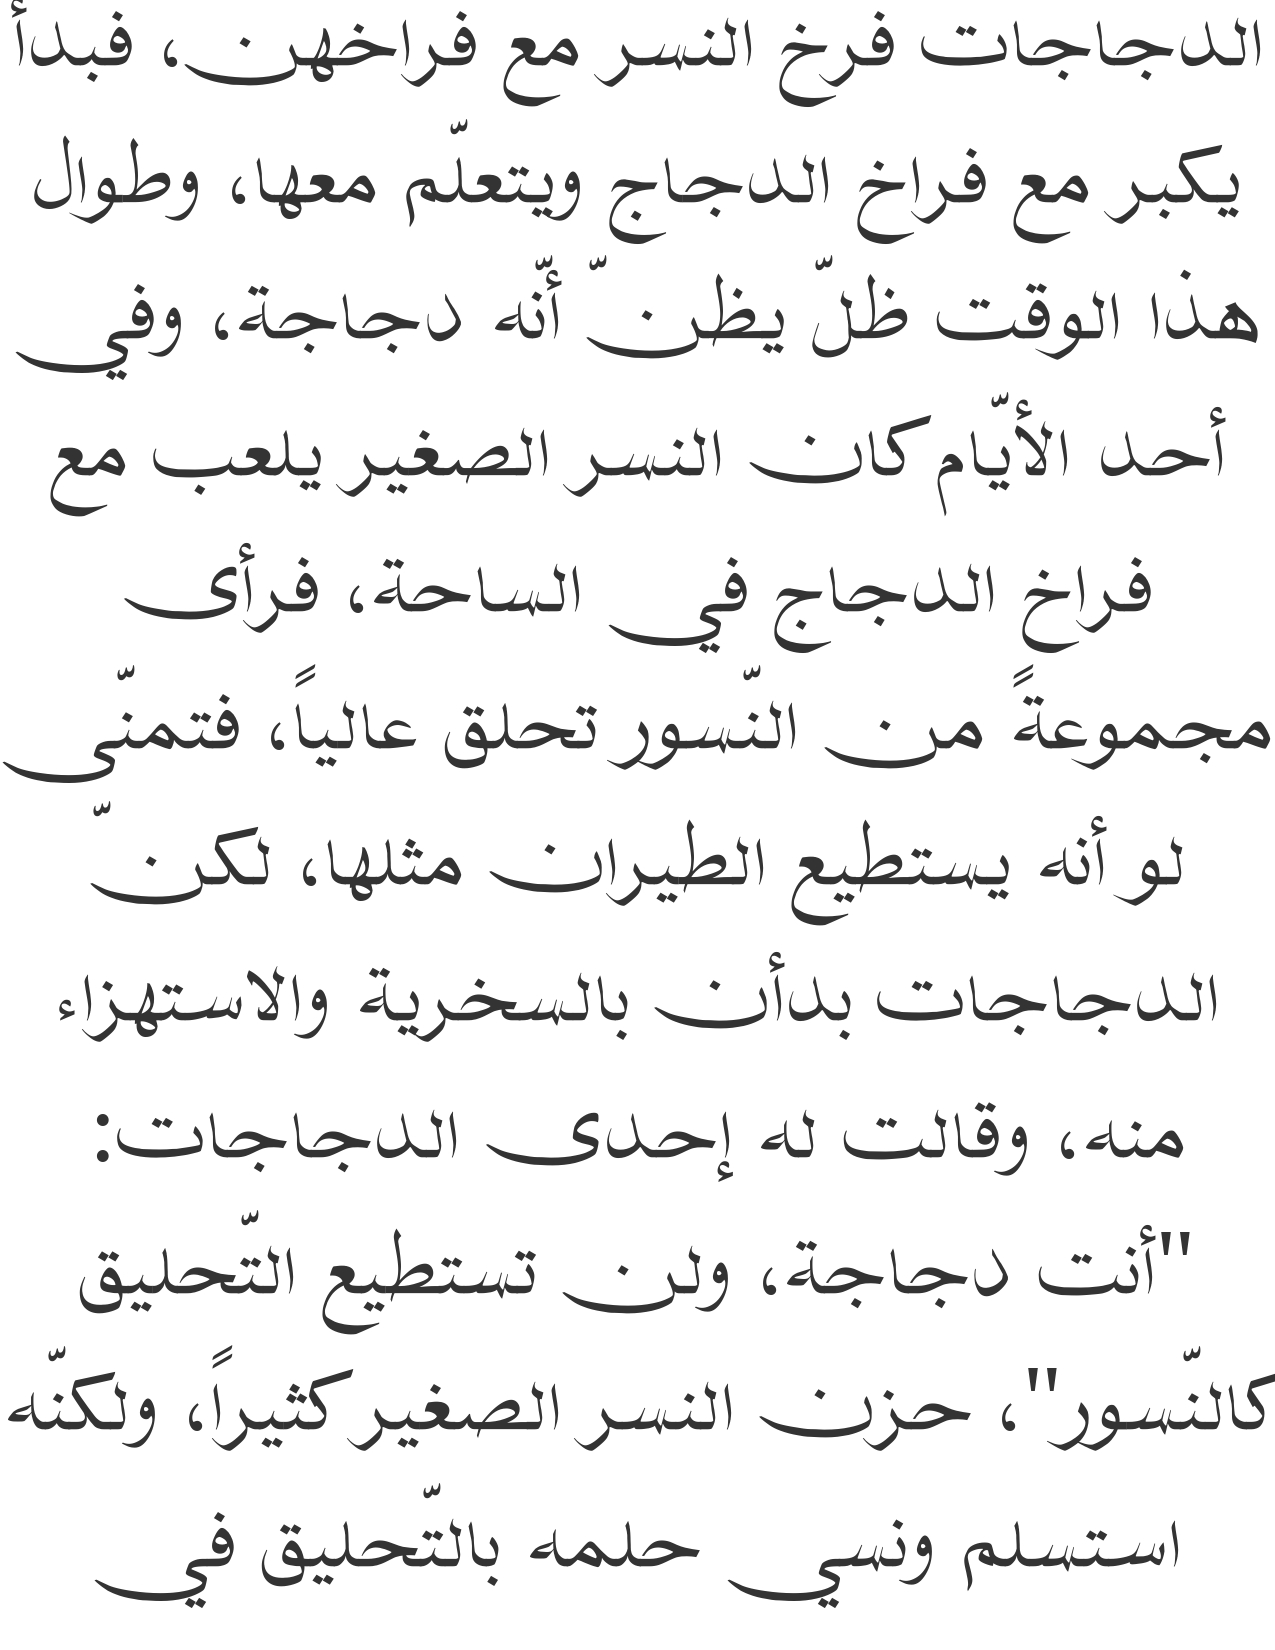 الدجاجات فرخ النسر مع فراخهن، فبدأ
يكبر مع فراخ الدجاج ويتعلّم معها، وطوال
هذا الوقت ظلّ يظنّ أنّه دجاجة، وفي
أحد الأيّام كان النسر الصغير يلعب مع
فراخ الدجاج في الساحة، فرأى
مجموعةً من النّسور تحلق عالياً، فتمنّى
لو أنه يستطيع الطيران مثلها، لكنّ
الدجاجات بدأن بالسخرية والاستهزاء
منه، وقالت له إحدى الدجاجات:
"أنت دجاجة، ولن تستطيع التّحليق
كالنّسور"، حزن النسر الصغير كثيراً، ولكنّه
استسلم ونسي حلمه بالتّحليق في